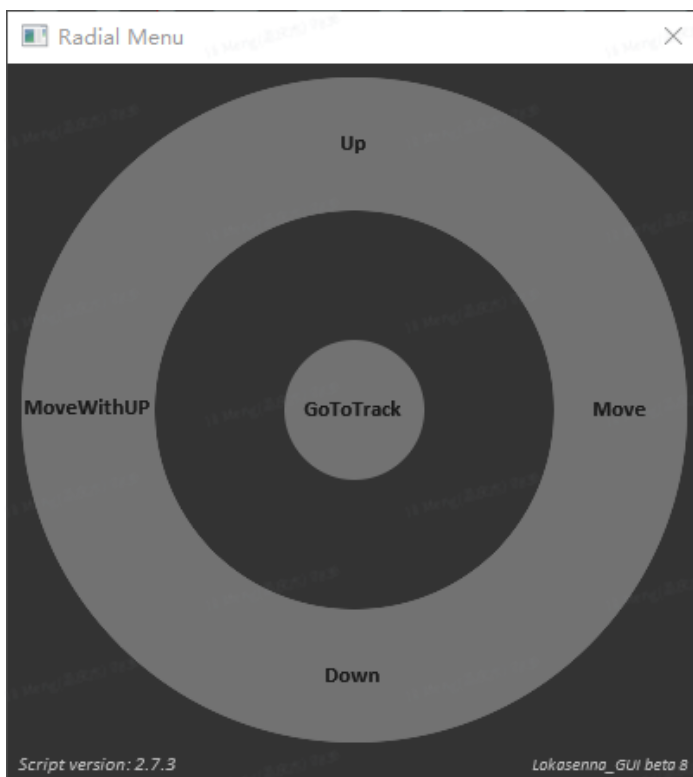 Radial Menu
Up
MoveWithUP
GoToTrack
Move
Down
Script version: 2.7.3
Lokasenna_GUI beta 8